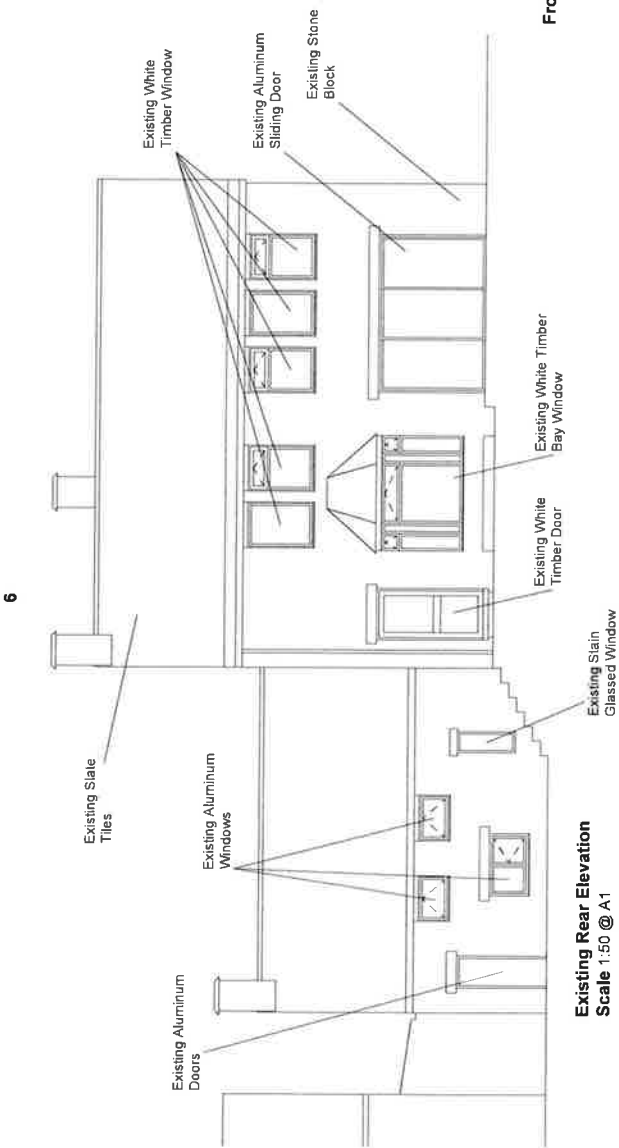 6
Existing Slate
Tiles
Existing White
Timber Window
Existing Aluminum
Sliding Door
Existing Stone
Block
Existing Aluminum
Windows
Existing Aluminum
Doors
Existing White Timber
Bay Window
Existing White
Timber Door
Existing Stain
Glassed Window
Existing Rear Elevation
Scale 1:50 @ A1
Fro